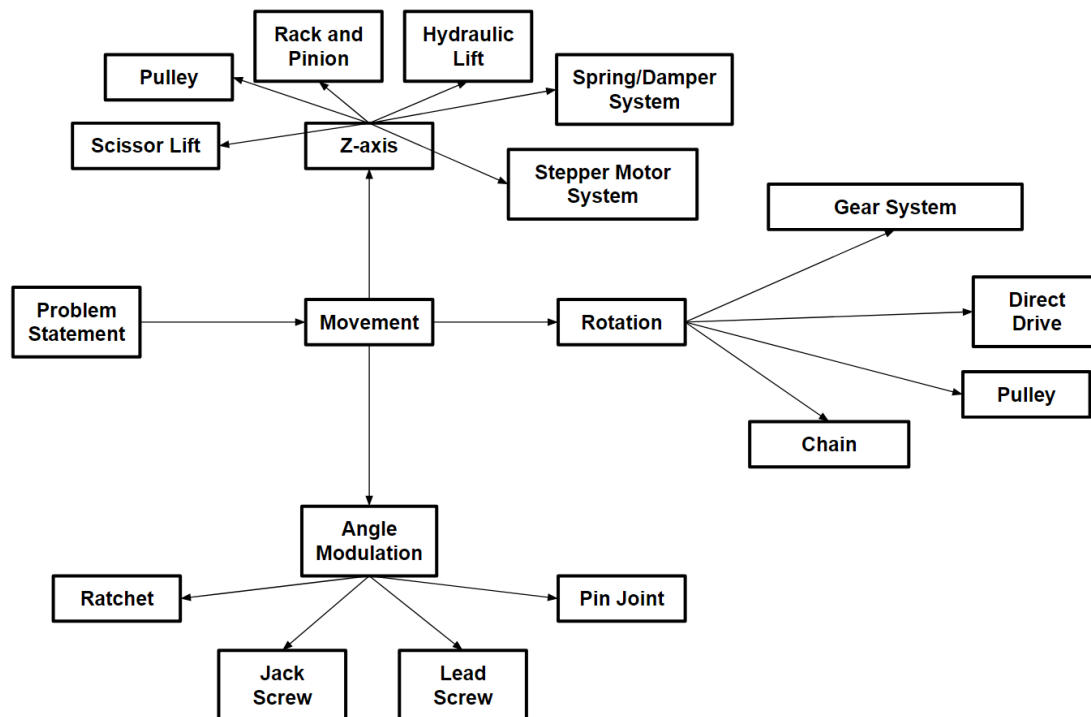 Rack and
Pinion
Hydraulic
Lift
Pulley
Spring/Damper
System
Scissor Lift
Z-axis
Stepper Motor
System
Gear System
Problem
Statement
Movement
Rotation
Direct
Drive
Pulley
Chain
Angle
Modulation
Ratchet
Pin Joint
Jack
Screw
Lead
Screw